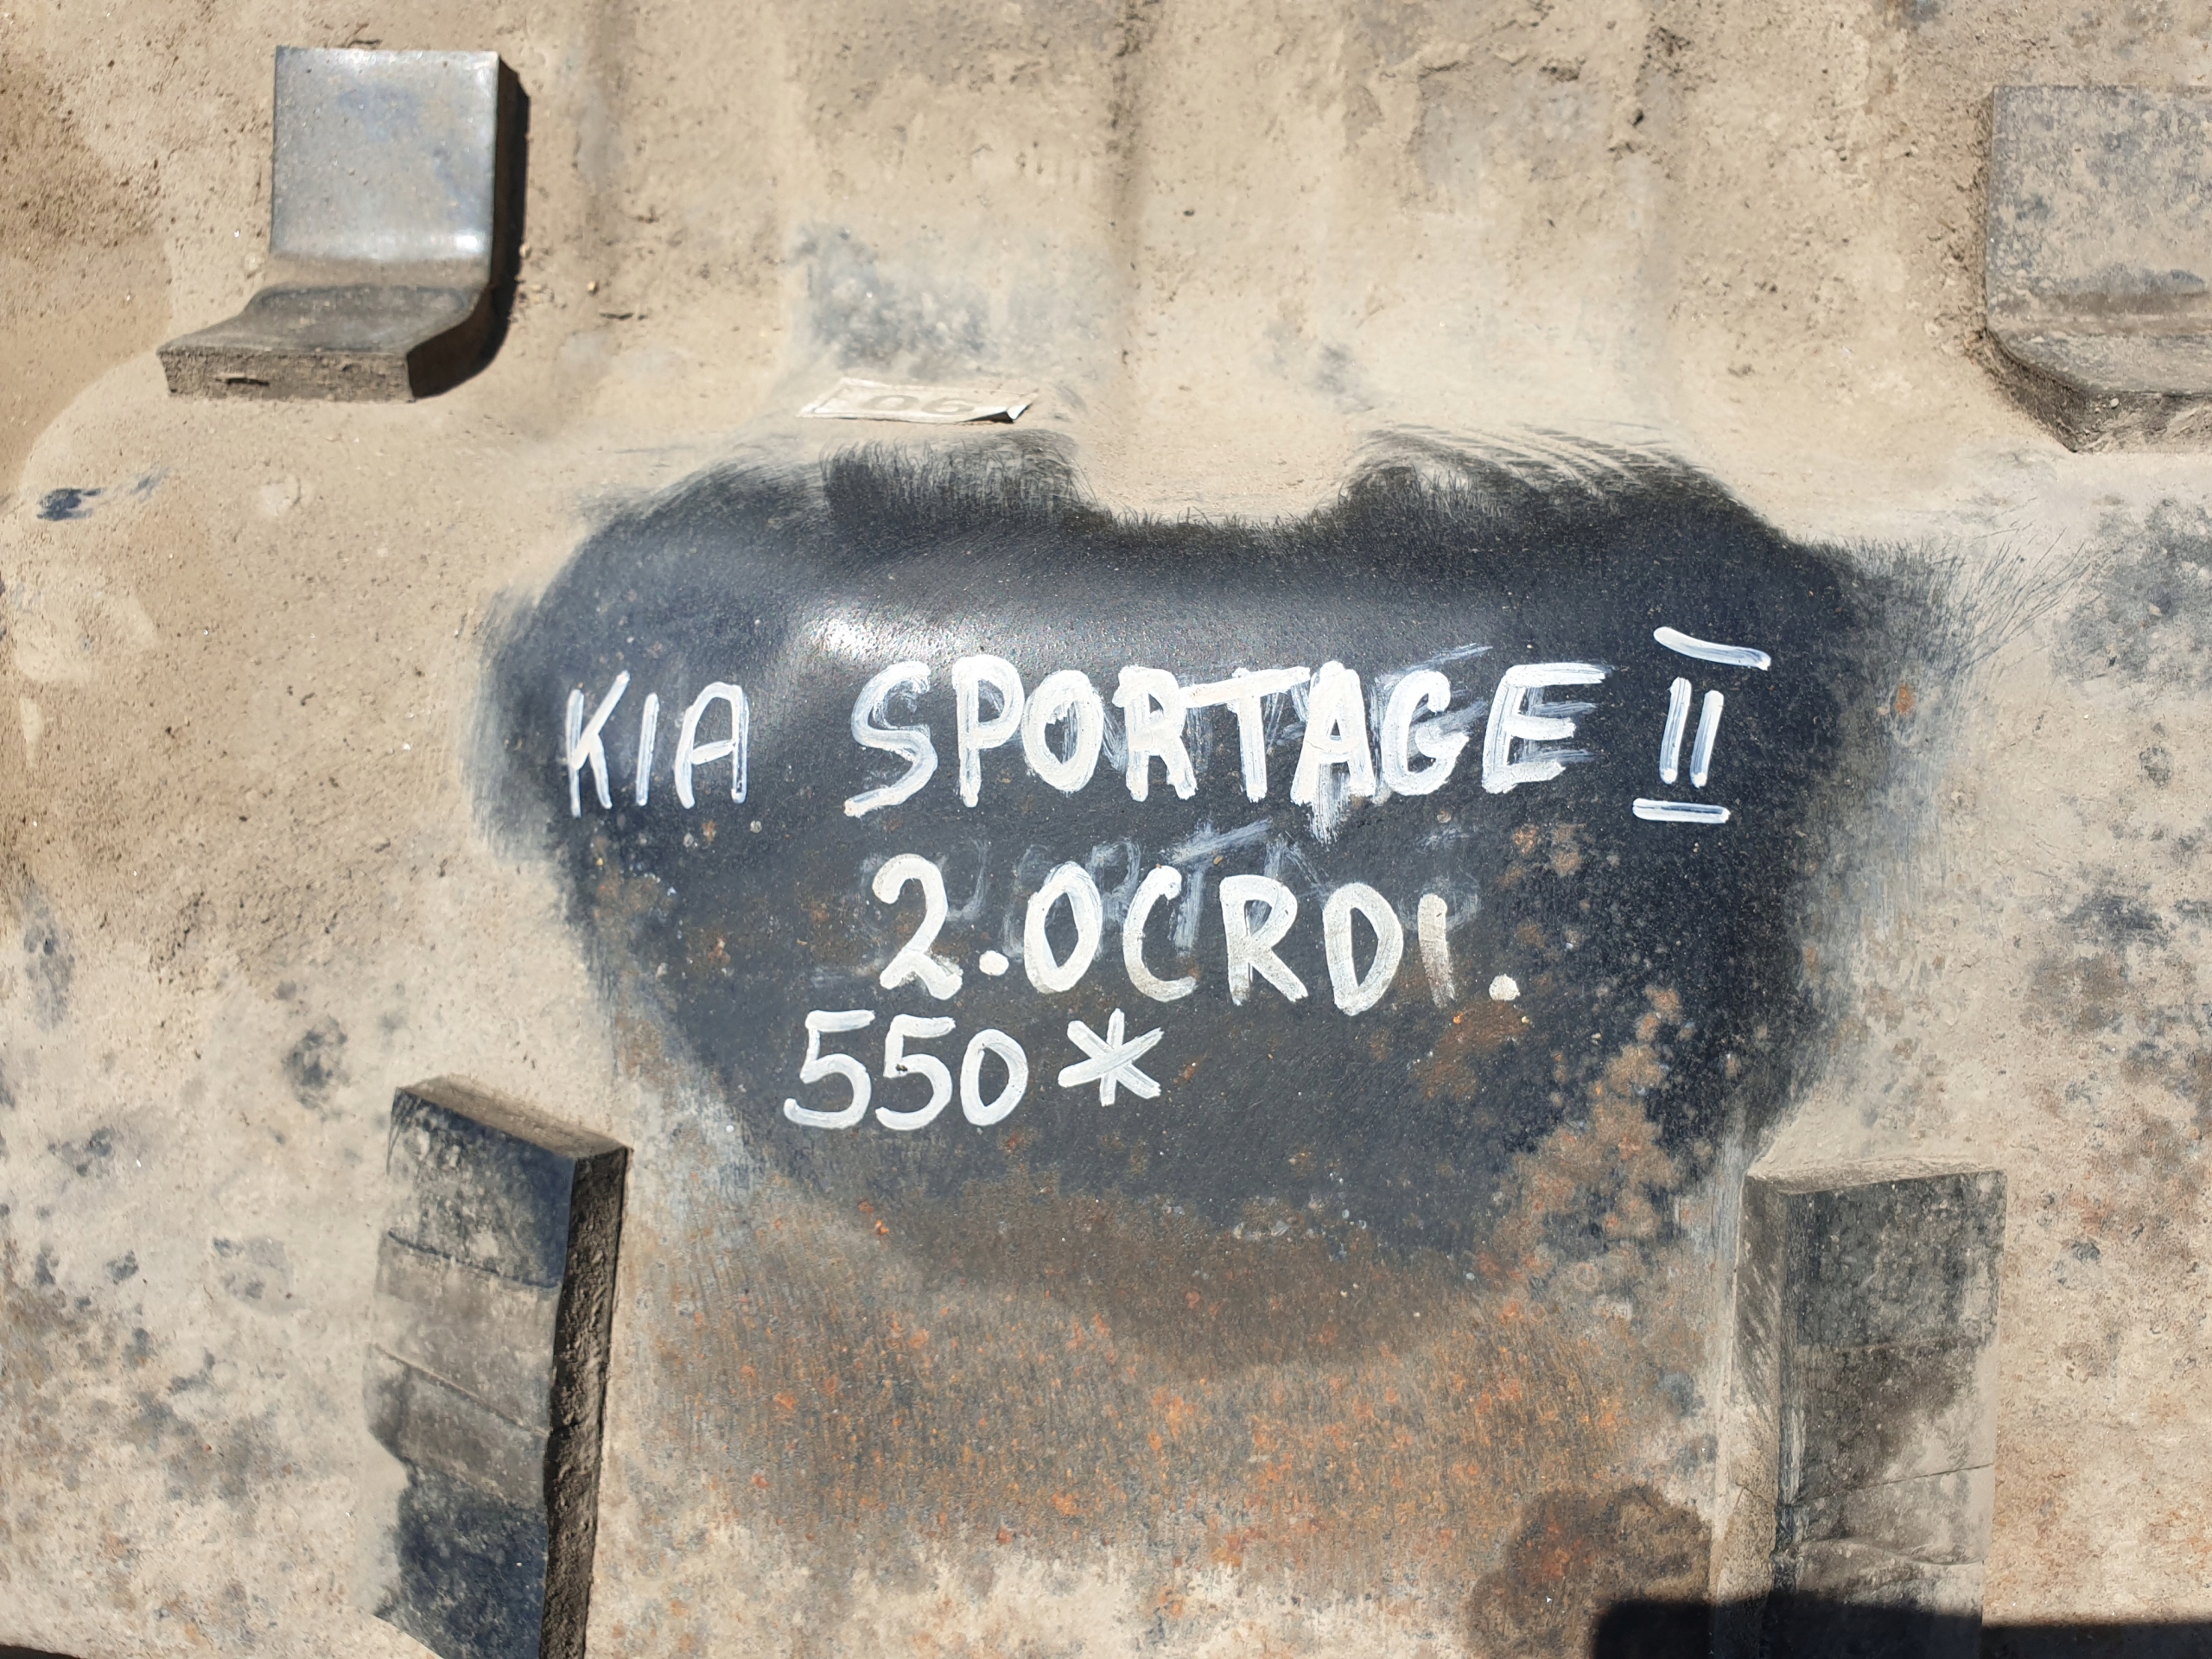 KIA SPORTAGE II
2.0CRDI.
550*